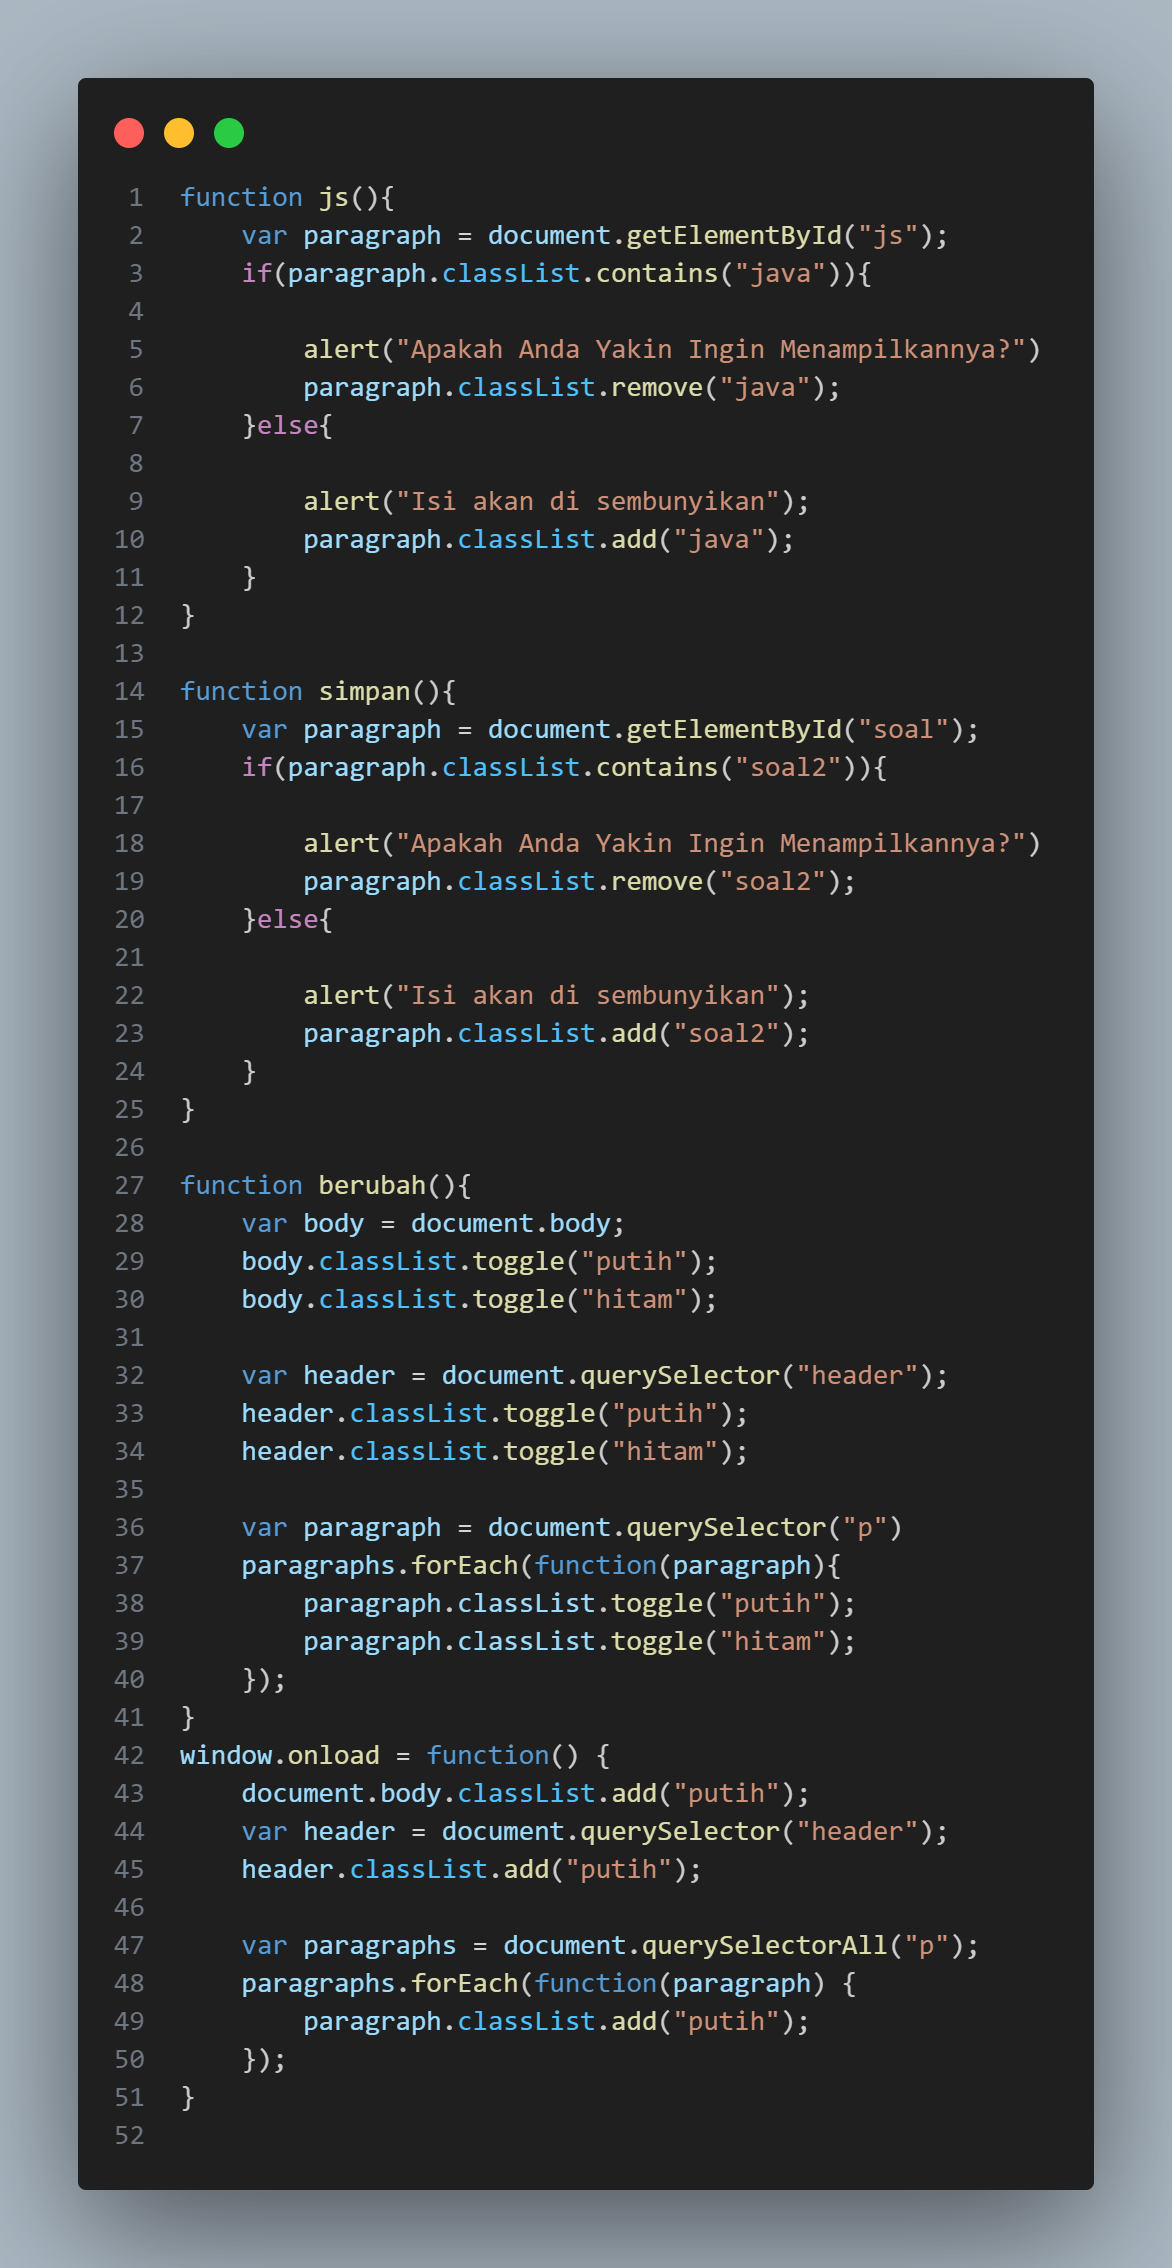 1 function js(){
2     var paragraph = document.getElementById("js");
3     if(paragraph.classList.contains("java")){
4
5         alert("Apakah Anda Yakin Ingin Menampilkannya?")
6         paragraph.classList.remove("java");
7     }else{
8
9         alert("Isi akan di sembunyikan");
10         paragraph.classList.add("java");
11     }
12 }
13
14 function simpan(){
15     var paragraph = document.getElementById("soal");
16     if(paragraph.classList.contains("soal2")){
17
18         alert("Apakah Anda Yakin Ingin Menampilkannya?")
19         paragraph.classList.remove("soal2");
20     }else{
21
22         alert("Isi akan di sembunyikan");
23         paragraph.classList.add("soal2");
24     }
25 }
26
27 function berubah(){
28     var body = document.body;
29     body.classList.toggle("putih");
30     body.classList.toggle("hitam");
31
32     var header = document.querySelector("header");
33     header.classList.toggle("putih");
34     header.classList.toggle("hitam");
35
36     var paragraph = document.querySelector("p")
37     paragraphs.forEach(function(paragraph){
38         paragraph.classList.toggle("putih");
39         paragraph.classList.toggle("hitam");
40     });
41 }
42 window.onload = function() {
43     document.body.classList.add("putih");
44     var header = document.querySelector("header");
45     header.classList.add("putih");
46
47     var paragraphs = document.querySelectorAll("p");
48     paragraphs.forEach(function(paragraph) {
49         paragraph.classList.add("putih");
50     });
51 }
52